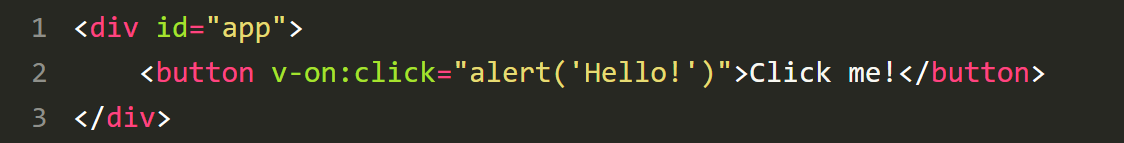 1 <div id="app">
2     <button v-on:click="alert('Hello!')">Click me!</button>
3 </div>